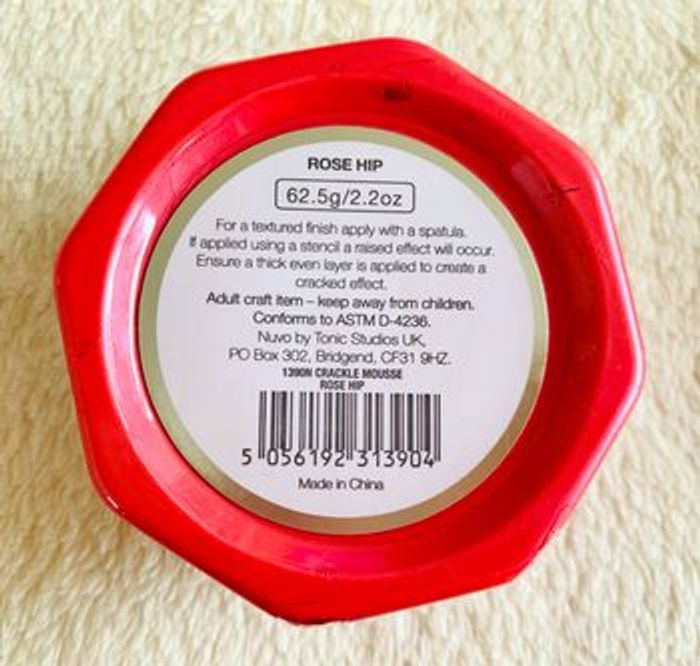 ROSE HIP
62.5g/2.2oz
For a textured finish apply with a spatula.
If applied using a stencil a raised effect will occur.
Ensure a thick even layer is applied to create a
cracked effect.
Adult craft item – keep away from children.
Conforms to ASTM D-4236.
Nuvo by Tonic Studios UK,
PO Box 302, Bridgend, CF31 9HZ.
1390N CRACKLE MOUSSE
ROSE HIP
5 056192 313904
Made in China